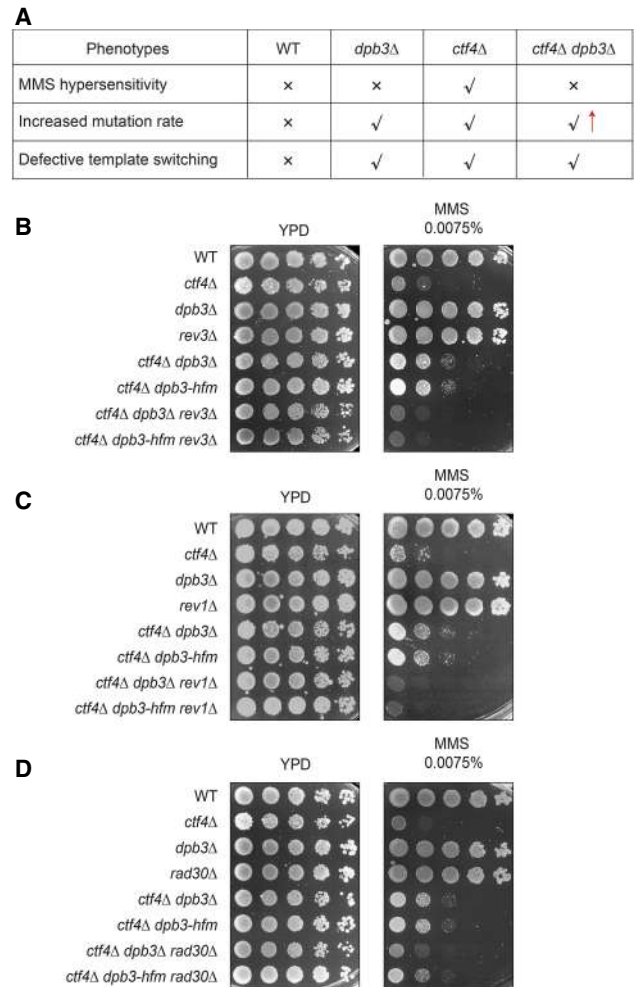 A
Phenotypes WT dpb3Δ ctf4Δ ctf4Δ dpb3Δ
MMS hypersensitivity × × √ ×
Increased mutation rate × √ √ √ ↑
Defective template switching × √ √ √
B
YPD
MMS
0.0075%
WT
ctf4Δ
dpb3Δ
rev3Δ
ctf4Δ dpb3Δ
ctf4Δ dpb3-hfm
ctf4Δ dpb3Δ rev3Δ
ctf4Δ dpb3-hfm rev3Δ
C
YPD
MMS
0.0075%
WT
ctf4Δ
dpb3Δ
rev1Δ
ctf4Δ dpb3Δ
ctf4Δ dpb3-hfm
ctf4Δ dpb3Δ rev1Δ
ctf4Δ dpb3-hfm rev1Δ
D
YPD
MMS
0.0075%
WT
ctf4Δ
dpb3Δ
rad30Δ
ctf4Δ dpb3Δ
ctf4Δ dpb3-hfm
ctf4Δ dpb3Δ rad30Δ
ctf4Δ dpb3-hfm rad30Δ